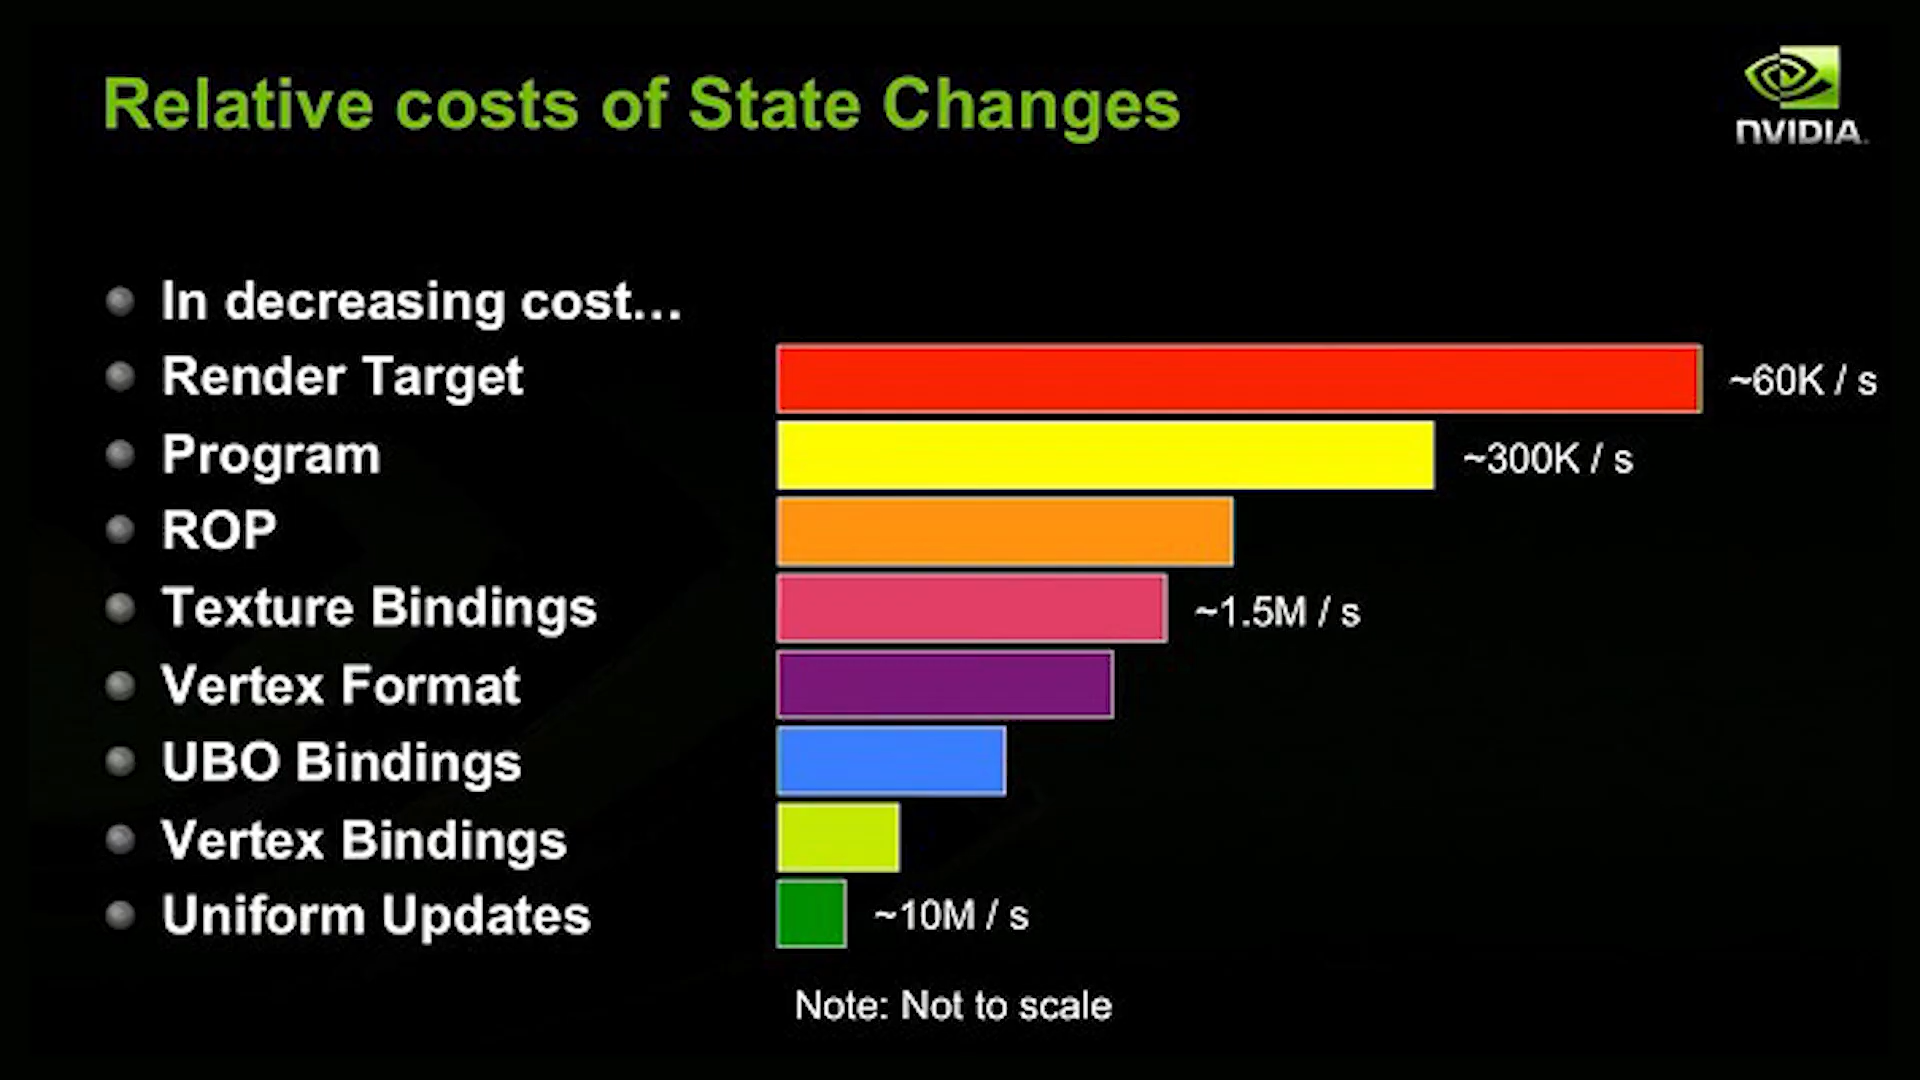 Relative costs of State Changes
NVIDIA.
In decreasing cost...
Render Target ~60K / s
Program ~300K / s
ROP
Texture Bindings ~1.5M / s
Vertex Format
UBO Bindings
Vertex Bindings
Uniform Updates ~10M / s
Note: Not to scale